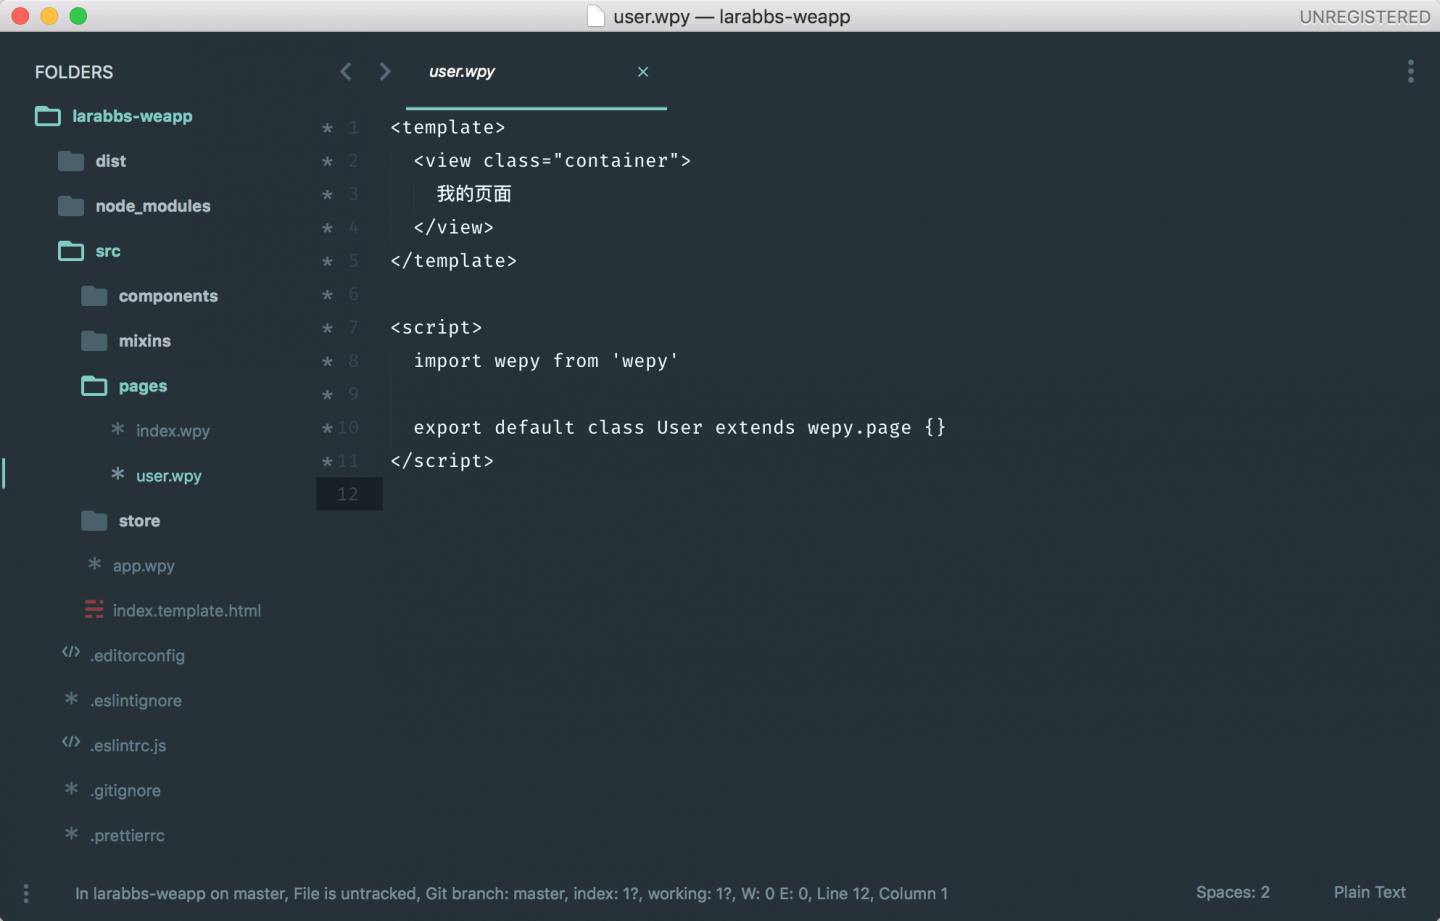 user.wpy — larabbs-weapp
UNREGISTERED
FOLDERS
larabbs-weapp
dist
node_modules
src
components
mixins
pages
* index.wpy
* user.wpy
store
* app.wpy
index.template.html
</> .editorconfig
* .eslintignore
</> .eslintrc.js
* .gitignore
* .prettierrc
user.wpy ×
* 1 <template>
* 2 <view class="container">
* 3 我的页面
* 4 </view>
* 5 </template>
* 6
* 7 <script>
* 8 import wepy from 'wepy'
* 9
* 10 export default class User extends wepy.page {}
* 11 </script>
12
In larabbs-weapp on master, File is untracked, Git branch: master, index: 1?, working: 1?, W: 0 E: 0, Line 12, Column 1
Spaces: 2
Plain Text